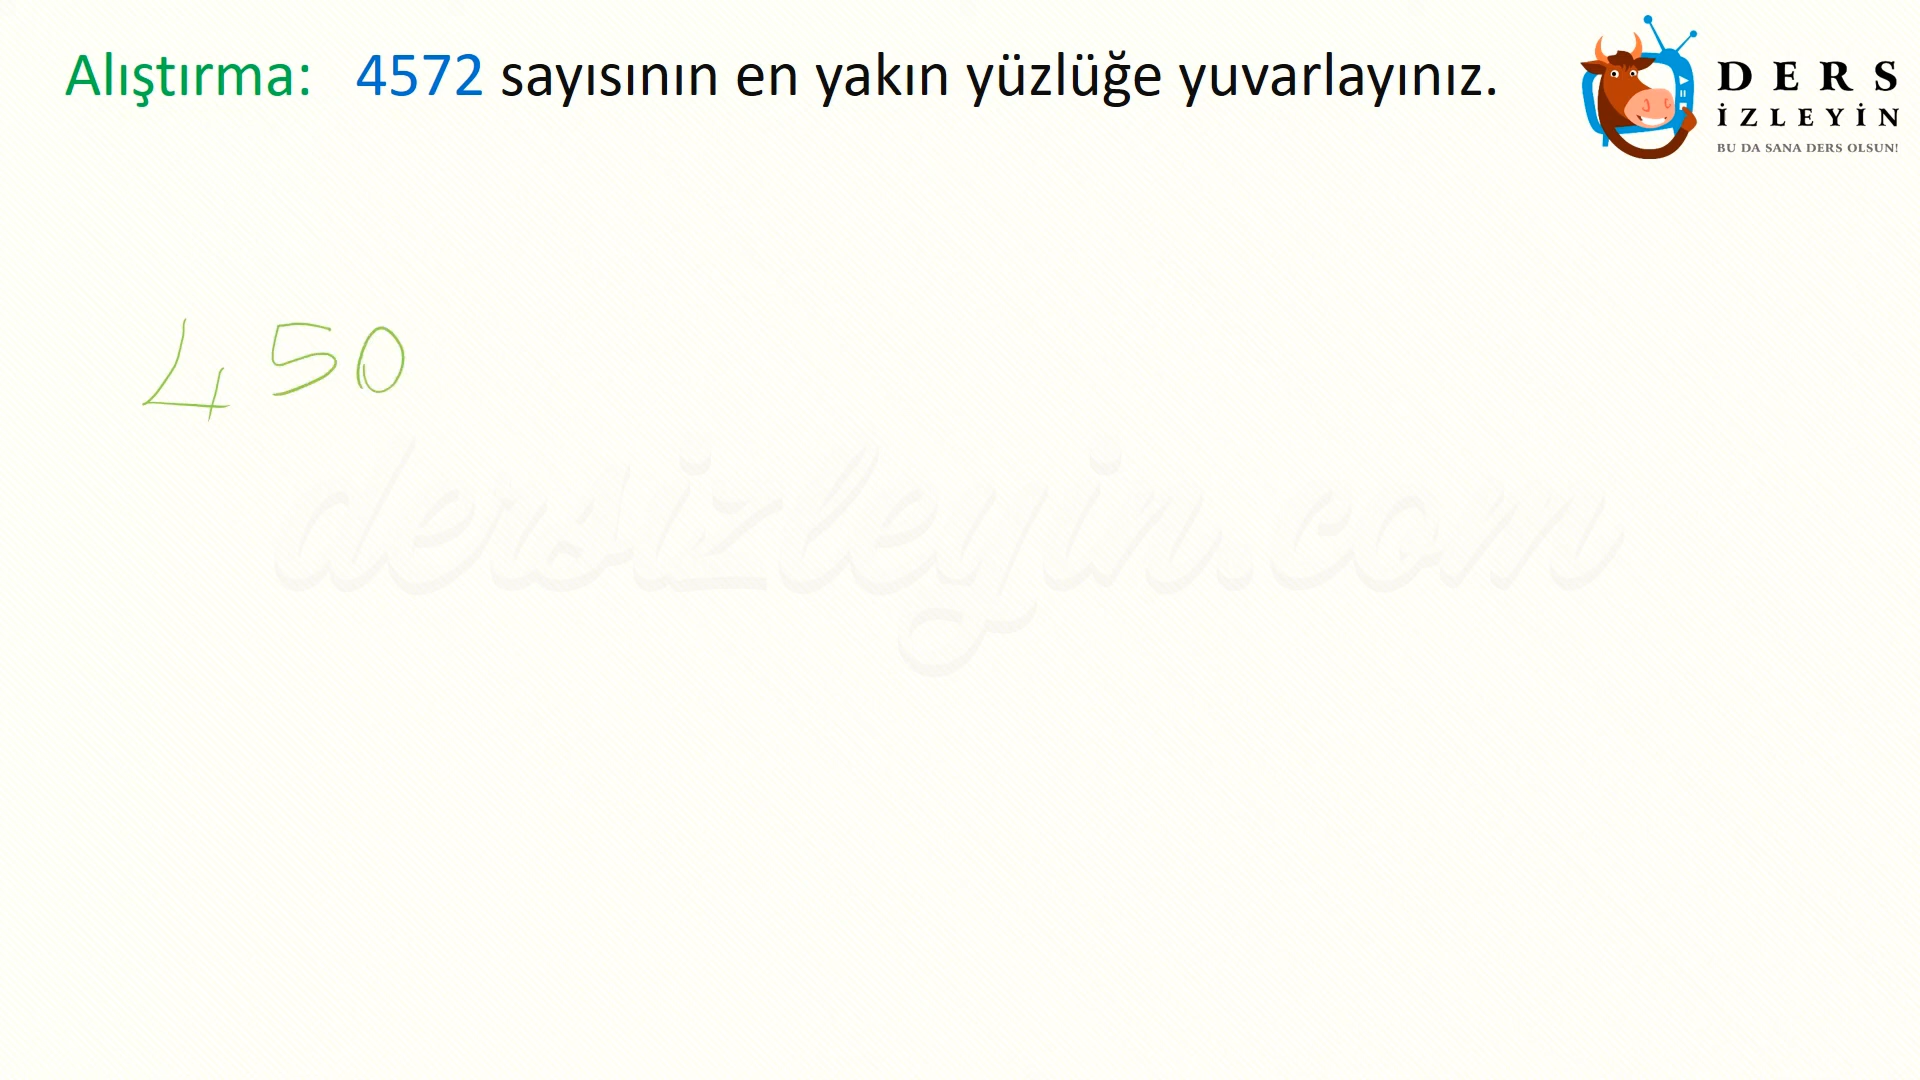 Alıştırma: 4572 sayısının en yakın yüzlüğe yuvarlayınız.
DERS
İZLEYİN
BU DA SANA DERS OLSUN!
450
dersizleyin.com